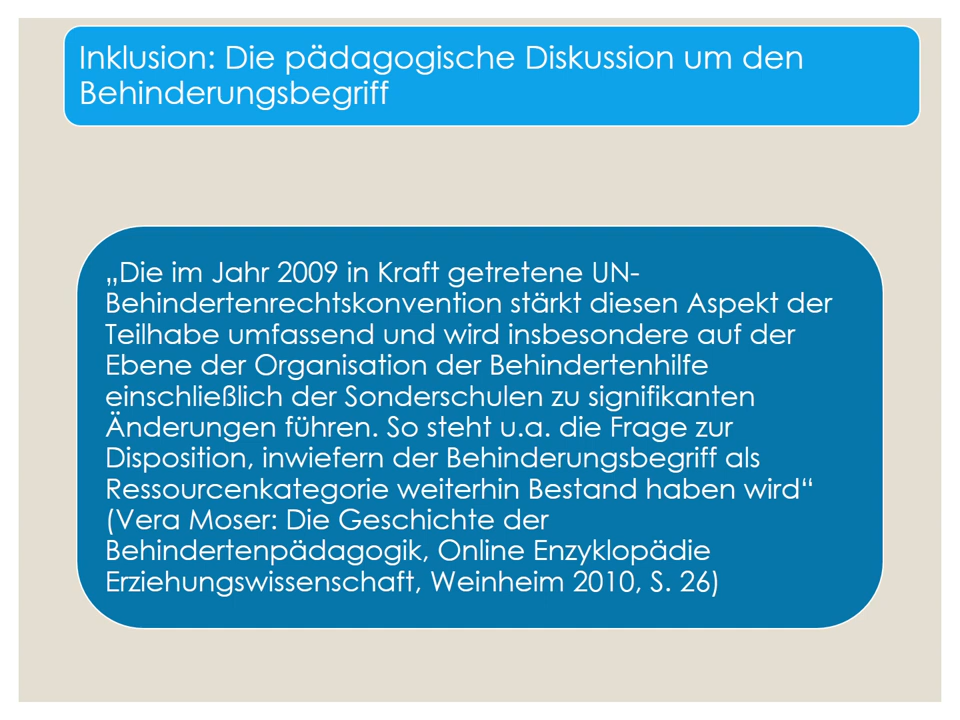 Inklusion: Die pädagogische Diskussion um den
Behinderungsbegriff
„Die im Jahr 2009 in Kraft getretene UN-
Behindertenrechtskonvention stärkt diesen Aspekt der
Teilhabe umfassend und wird insbesondere auf der
Ebene der Organisation der Behindertenhilfe
einschließlich der Sonderschulen zu signifikanten
Änderungen führen. So steht u.a. die Frage zur
Disposition, inwiefern der Behinderungsbegriff als
Ressourcenkategorie weiterhin Bestand haben wird“
(Vera Moser: Die Geschichte der
Behindertenpädagogik, Online Enzyklopädie
Erziehungswissenschaft, Weinheim 2010, S. 26)